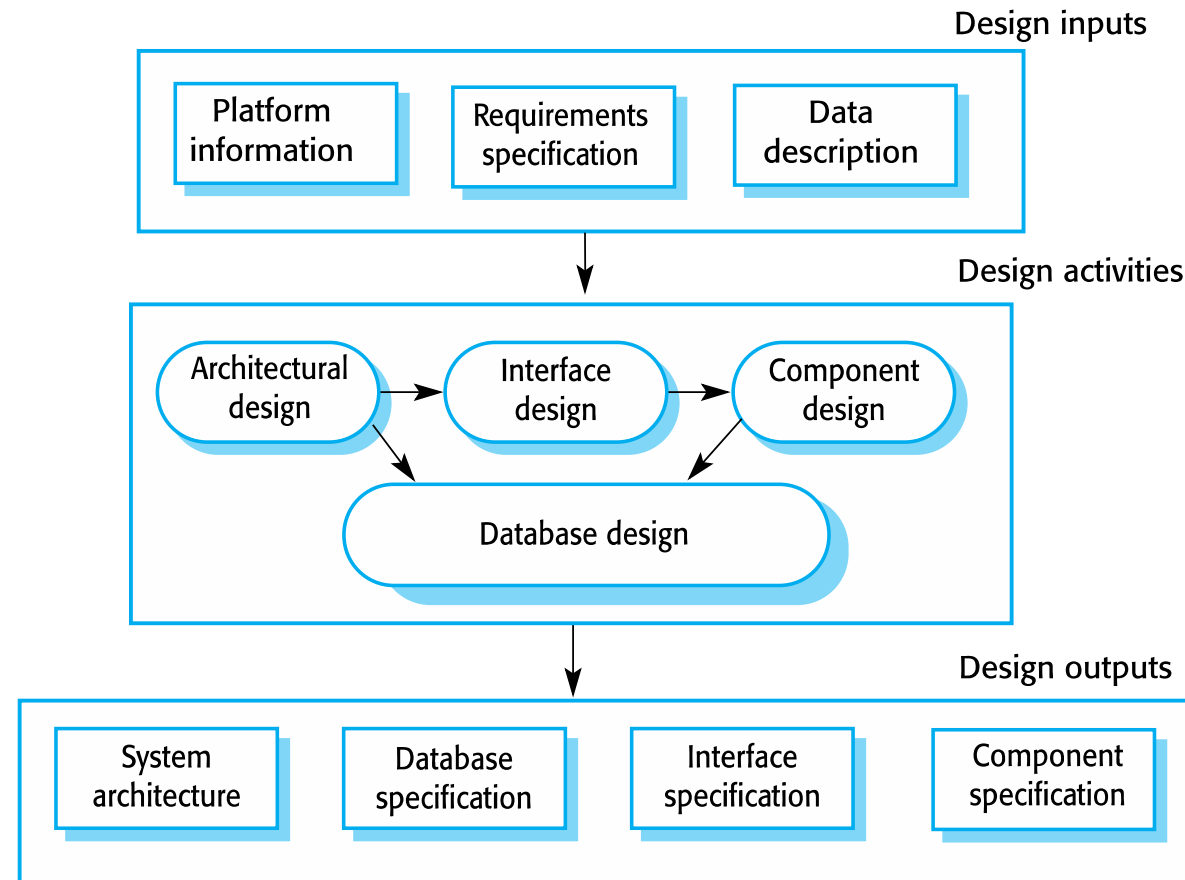 Design inputs
Platform
information
Requirements
specification
Data
description
Design activities
Architectural
design
Interface
design
Component
design
Database design
Design outputs
System
architecture
Database
specification
Interface
specification
Component
specification